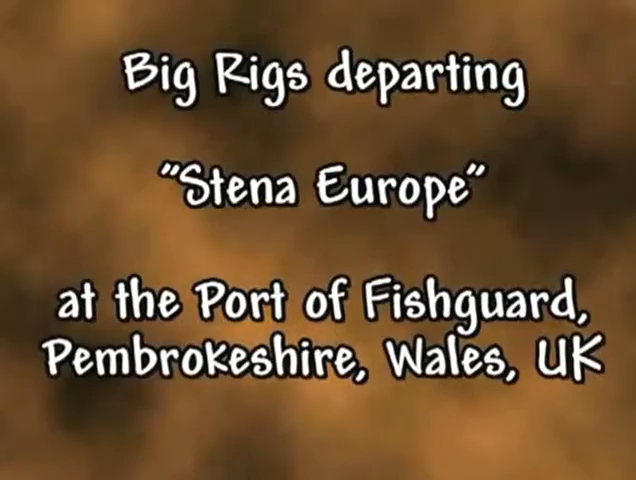 Big Rigs departing
"Stena Europe"
at the Port of Fishguard,
Pembrokeshire, Wales, UK